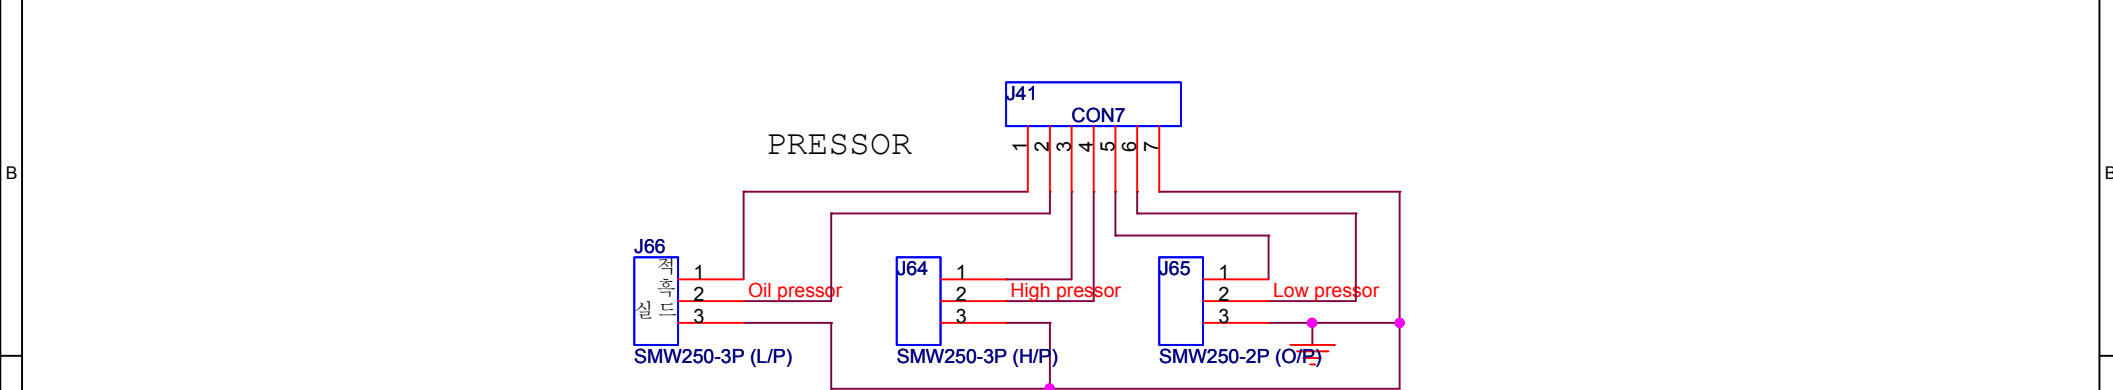 J41
CON7
PRESSOR
1 2 3 4 5 6 7
B
B
J66
적
흑
실 드
1
2
3
Oil pressor
SMW250-3P (L/P)
J64
1
2
3
High pressor
SMW250-3P (H/P)
J65
1
2
3
Low pressor
SMW250-2P (O/P)